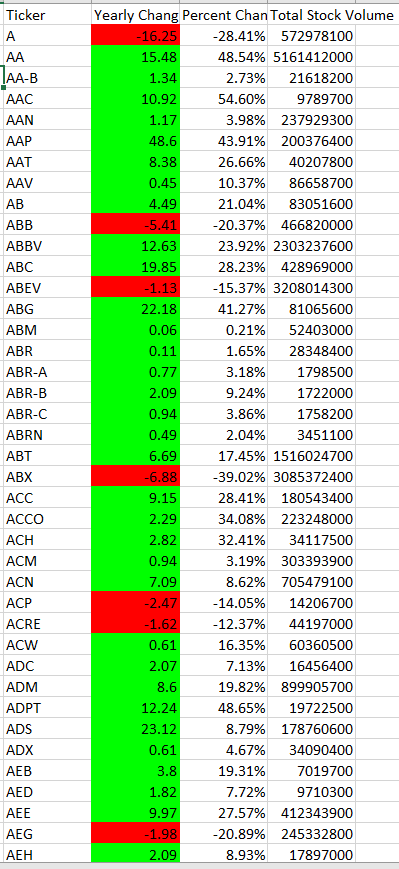 Ticker Yearly Chang Percent Chan Total Stock Volume
A -16.25 -28.41% 572978100
AA 15.48 48.54% 5161412000
AA-B 1.34 2.73% 21618200
AAC 10.92 54.60% 9789700
AAN 1.17 3.98% 237929300
AAP 48.6 43.91% 200376400
AAT 8.38 26.66% 40207800
AAV 0.45 10.37% 86658700
AB 4.49 21.04% 83051600
ABB -5.41 -20.37% 466820000
ABBV 12.63 23.92% 2303237600
ABC 19.85 28.23% 428969000
ABEV -1.13 -15.37% 3208014300
ABG 22.18 41.27% 81065600
ABM 0.06 0.21% 52403000
ABR 0.11 1.65% 28348400
ABR-A 0.77 3.18% 1798500
ABR-B 2.09 9.24% 1722000
ABR-C 0.94 3.86% 1758200
ABRN 0.49 2.04% 3451100
ABT 6.69 17.45% 1516024700
ABX -6.88 -39.02% 3085372400
ACC 9.15 28.41% 180543400
ACCO 2.29 34.08% 223248000
ACH 2.82 32.41% 34117500
ACM 0.94 3.19% 303393900
ACN 7.09 8.62% 705479100
ACP -2.47 -14.05% 14206700
ACRE -1.62 -12.37% 44197000
ACW 0.61 16.35% 60360500
ADC 2.07 7.13% 16456400
ADM 8.6 19.82% 899905700
ADPT 12.24 48.65% 19722500
ADS 23.12 8.79% 178760600
ADX 0.61 4.67% 34090400
AEB 3.8 19.31% 7019700
AED 1.82 7.72% 9710300
AEE 9.97 27.57% 412343900
AEG -1.98 -20.89% 245332800
AEH 2.09 8.93% 17897000